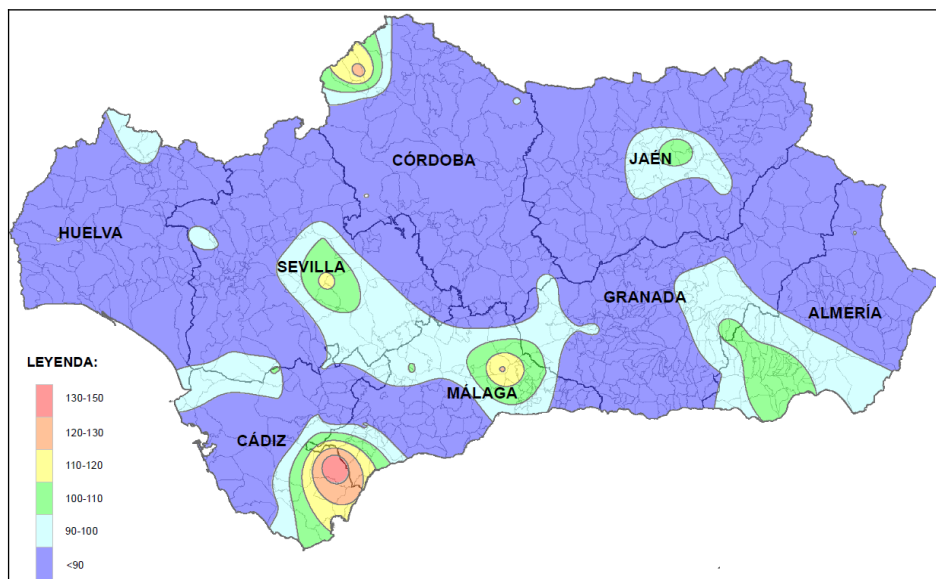 CÓRDOBA
JAÉN
HUELVA
SEVILLA
GRANADA
ALMERÍA
LEYENDA:
130-150
120-130
110-120
100-110
90-100
<90
MÁLAGA
CÁDIZ